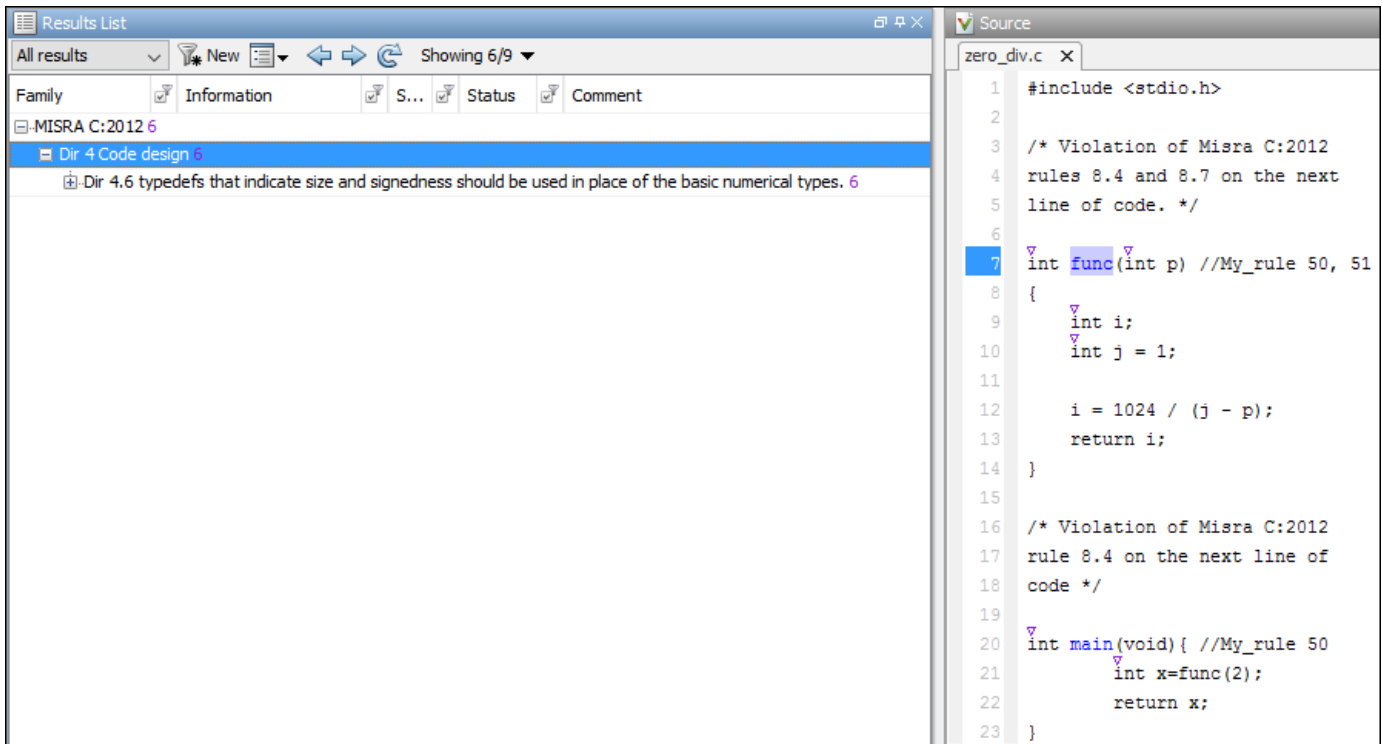 Results List
All results New Showing 6/9
Family Information S... Status Comment
MISRA C:2012 6
Dir 4 Code design 6
Dir 4.6 typedefs that indicate size and signedness should be used in place of the basic numerical types. 6
Source
zero_div.c X
1 #include <stdio.h>
2
3 /* Violation of Misra C:2012
4 rules 8.4 and 8.7 on the next
5 line of code. */
6
7 int func(int p) //My_rule 50, 51
8 {
9 int i;
10 int j = 1;
11
12 i = 1024 / (j - p);
13 return i;
14 }
15
16 /* Violation of Misra C:2012
17 rule 8.4 on the next line of
18 code */
19
20 int main(void){ //My_rule 50
21 int x=func(2);
22 return x;
23 }